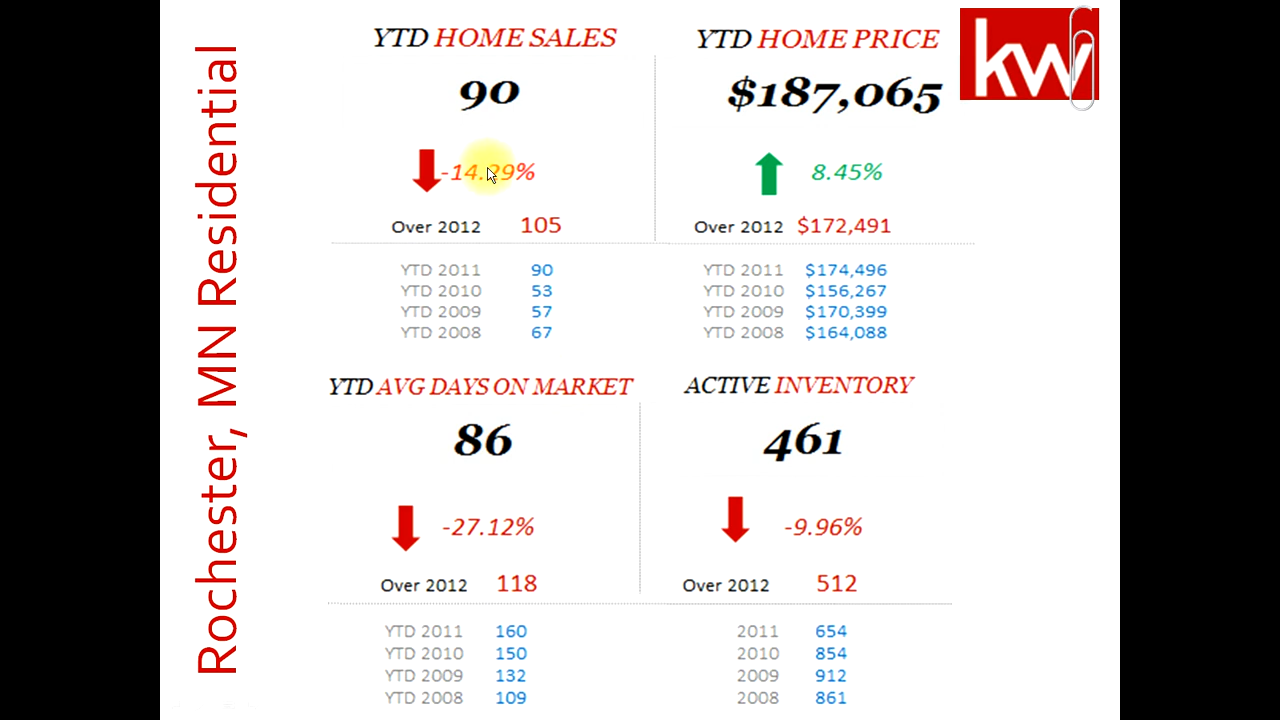 Rochester, MN Residential
YTD HOME SALES
90
-14.29%
Over 2012 105
YTD 2011 90
YTD 2010 53
YTD 2009 57
YTD 2008 67
YTD HOME PRICE
$187,065
8.45%
Over 2012 $172,491
YTD 2011 $174,496
YTD 2010 $156,267
YTD 2009 $170,399
YTD 2008 $164,088
kw
YTD AVG DAYS ON MARKET
86
-27.12%
Over 2012 118
YTD 2011 160
YTD 2010 150
YTD 2009 132
YTD 2008 109
ACTIVE INVENTORY
461
-9.96%
Over 2012 512
2011 654
2010 854
2009 912
2008 861